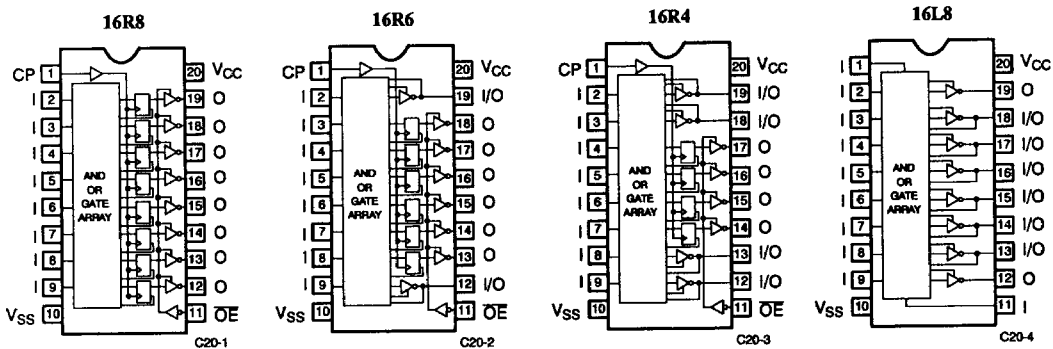 16R8
CP 1 20 VCC
I 2 19 O
I 3 18 O
I 4 17 O
I 5 16 O
I 6 15 O
I 7 14 O
I 8 13 O
I 9 12 O
VSS 10 11 OE
AND
OR
GATE
ARRAY
C20-1
16R6
CP 1 20 VCC
I 2 19 I/O
I 3 18 O
I 4 17 O
I 5 16 O
I 6 15 O
I 7 14 O
I 8 13 O
I 9 12 I/O
VSS 10 11 OE
AND
OR
GATE
ARRAY
C20-2
16R4
CP 1 20 VCC
I 2 19 I/O
I 3 18 I/O
I 4 17 O
I 5 16 O
I 6 15 O
I 7 14 O
I 8 13 I/O
I 9 12 I/O
VSS 10 11 OE
AND
OR
GATE
ARRAY
C20-3
16L8
I 1 20 VCC
I 2 19 O
I 3 18 I/O
I 4 17 I/O
I 5 16 I/O
I 6 15 I/O
I 7 14 I/O
I 8 13 I/O
I 9 12 O
VSS 10 11 I
AND
OR
GATE
ARRAY
C20-4